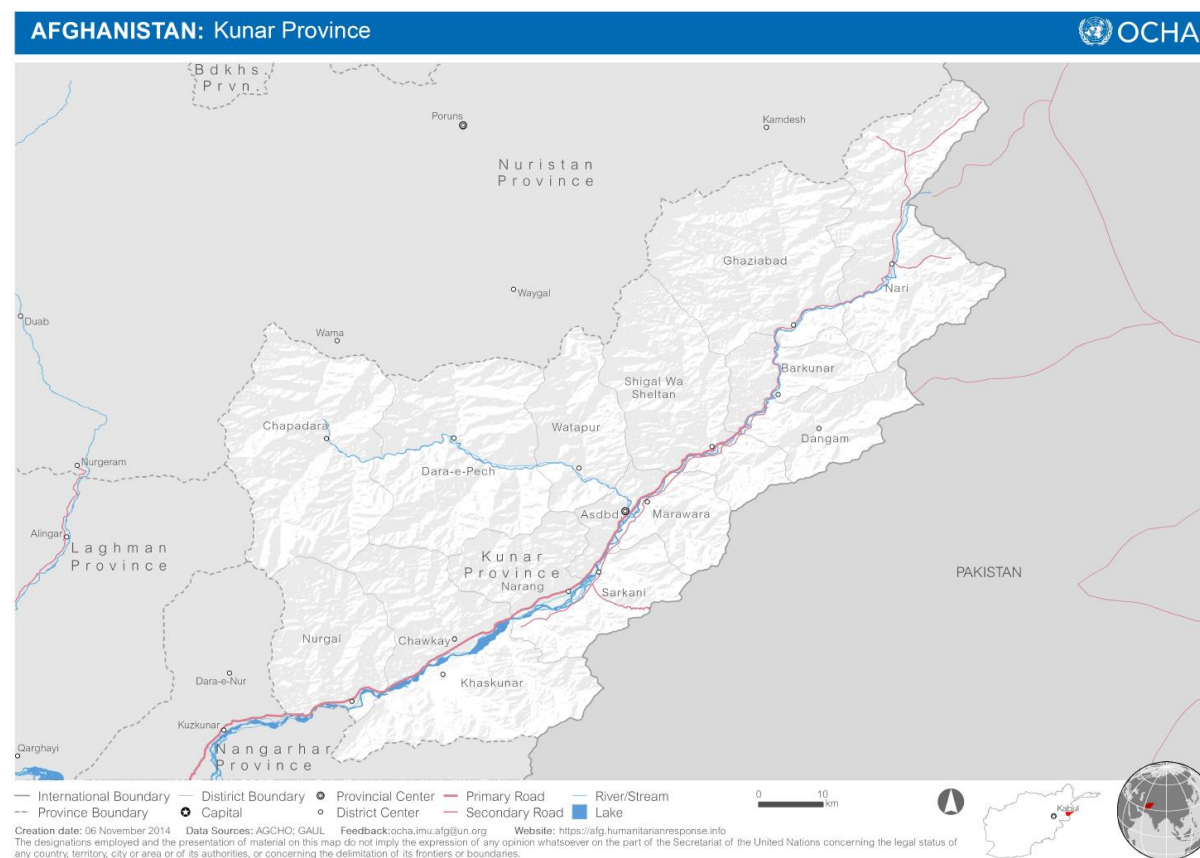 AFGHANISTAN: Kunar Province
OCHA
Bdkhs.
Prvn.
Poruns
Kamdesh
Nuristan
Province
Ghaziabad
Waygal
Nari
Duab
Wama
Barkunar
Shigal Wa
Sheltan
Chapadara
Watapur
Dangam
Nurgeram
Dara-e-Pech
Asdbd
Marawara
Alingar
Laghman
Province
Kunar
Province
PAKISTAN
Narang
Sarkani
Nurgal
Chawkay
Dara-e-Nur
Khaskunar
Kuzkunar
Nangarhar
Province
Qarghayi
International Boundary
District Boundary
Provincial Center
Primary Road
River/Stream
Province Boundary
Capital
District Center
Secondary Road
Lake
0 10
km
Kabul
Creation date: 06 November 2014 Data Sources: AGCHO; GAUL Feedback:ocha.imu.afg@un.org Website: https://afg.humanitarianresponse.info
The designations employed and the presentation of material on this map do not imply the expression of any opinion whatsoever on the part of the Secretariat of the United Nations concerning the legal status of
any country, territory, city or area or of its authorities, or concerning the delimitation of its frontiers or boundaries.